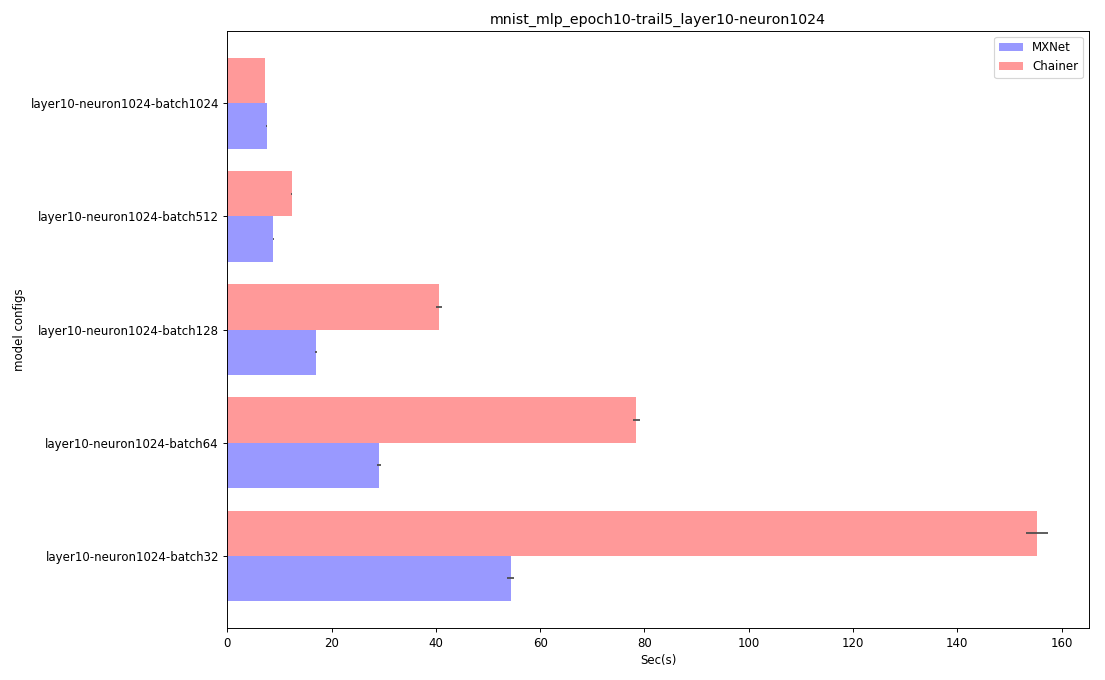 mnist_mlp_epoch10-trail5_layer10-neuron1024
MXNet
Chainer
layer10-neuron1024-batch1024
layer10-neuron1024-batch512
layer10-neuron1024-batch128
layer10-neuron1024-batch64
layer10-neuron1024-batch32
model configs
0 20 40 60 80 100 120 140 160
Sec(s)